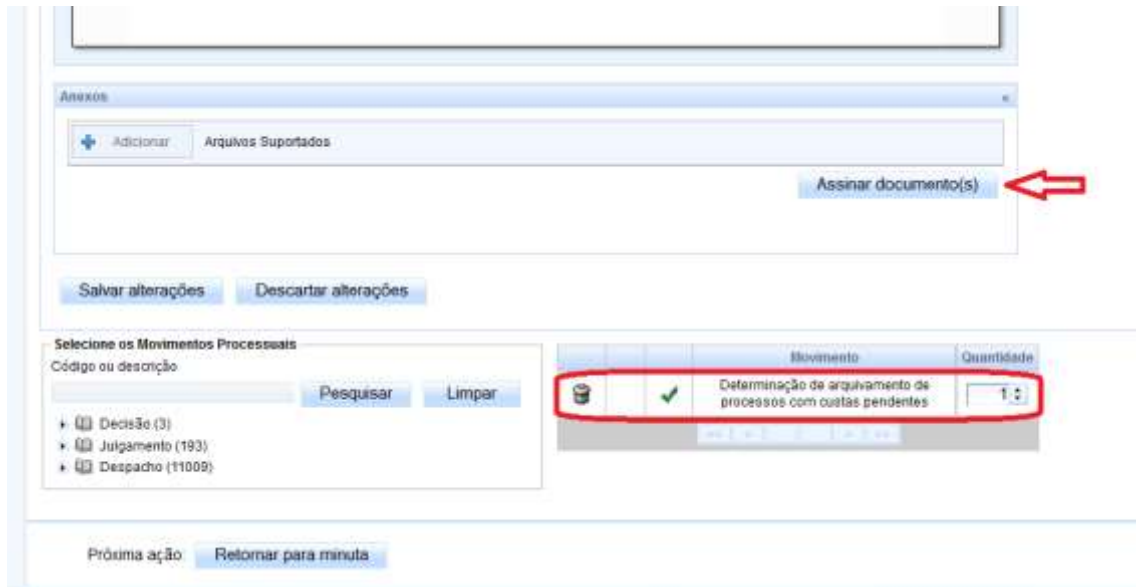 Anexos
Adicionar Arquivos Suportados
Assinar documento(s)
Salvar alterações Descartar alterações
Selecione os Movimentos Processuais
Código ou descrição
Pesquisar Limpar
Decisão (3)
Julgamento (193)
Despacho (11009)
Movimento Quantidade
Determinação de arquivamento de
processos com custas pendentes
1
Próxima ação Retornar para minuta